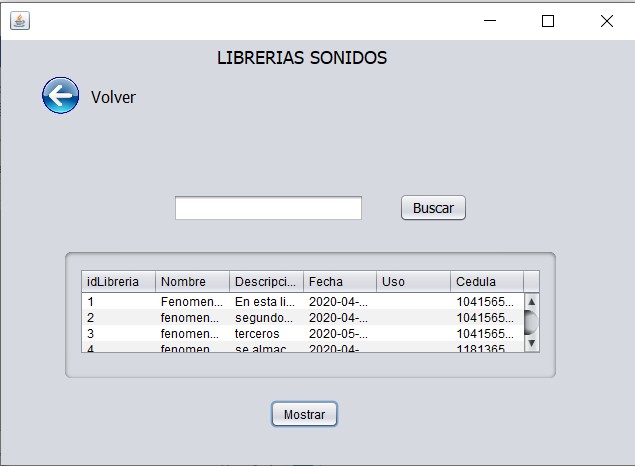 LIBRERIAS SONIDOS
Volver
Buscar
idLibreria Nombre Descripci... Fecha Uso Cedula
1 Fenomen... En esta li... 2020-04-... 1041565...
2 fenomen... segundo... 2020-04-... 1041565...
3 fenomen... terceros 2020-05-... 1041565...
4 fenomen... se almac... 2020-04-... 1181365...
Mostrar